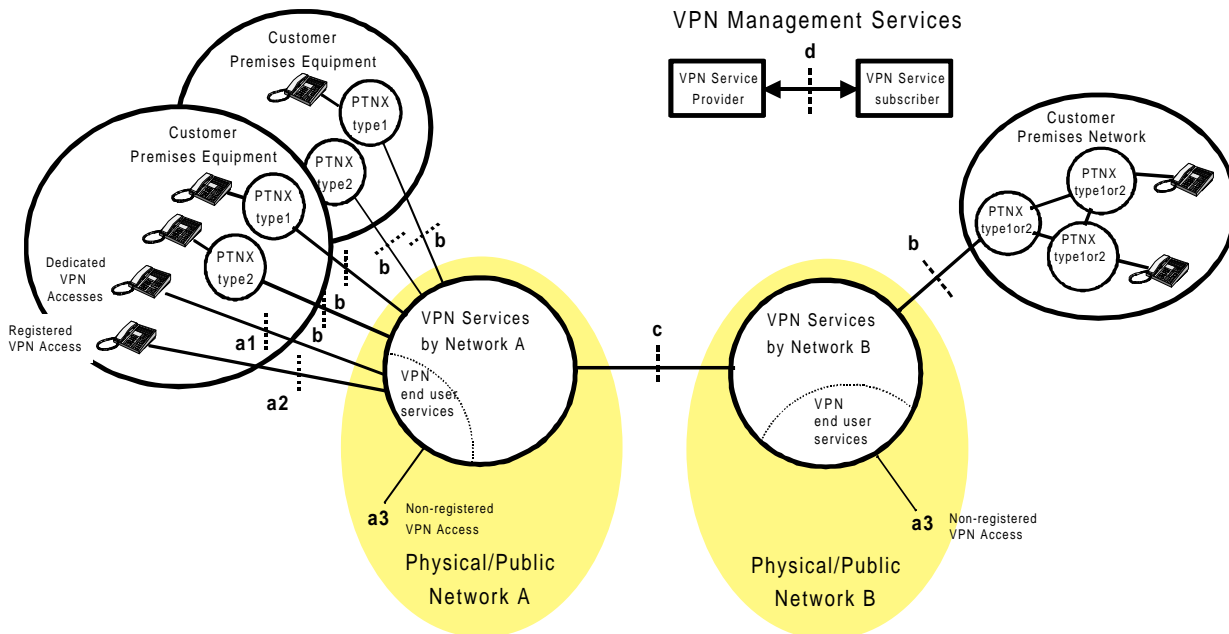 VPN Management Services
d
VPN Service
Provider
VPN Service
subscriber
Customer
Premises Equipment
PTNX
type1
PTNX
type2
Customer
Premises Equipment
PTNX
type1
PTNX
type2
Dedicated
VPN
Accesses
Registered
VPN Access
a1
a2
b
b
b
b
VPN Services
by Network A
VPN
end user
services
a3
Non-registered
VPN Access
Physical/Public
Network A
c
VPN Services
by Network B
VPN
end user
services
a3
Non-registered
VPN Access
Physical/Public
Network B
b
Customer
Premises Network
PTNX
type1or2
PTNX
type1or2
PTNX
type1or2